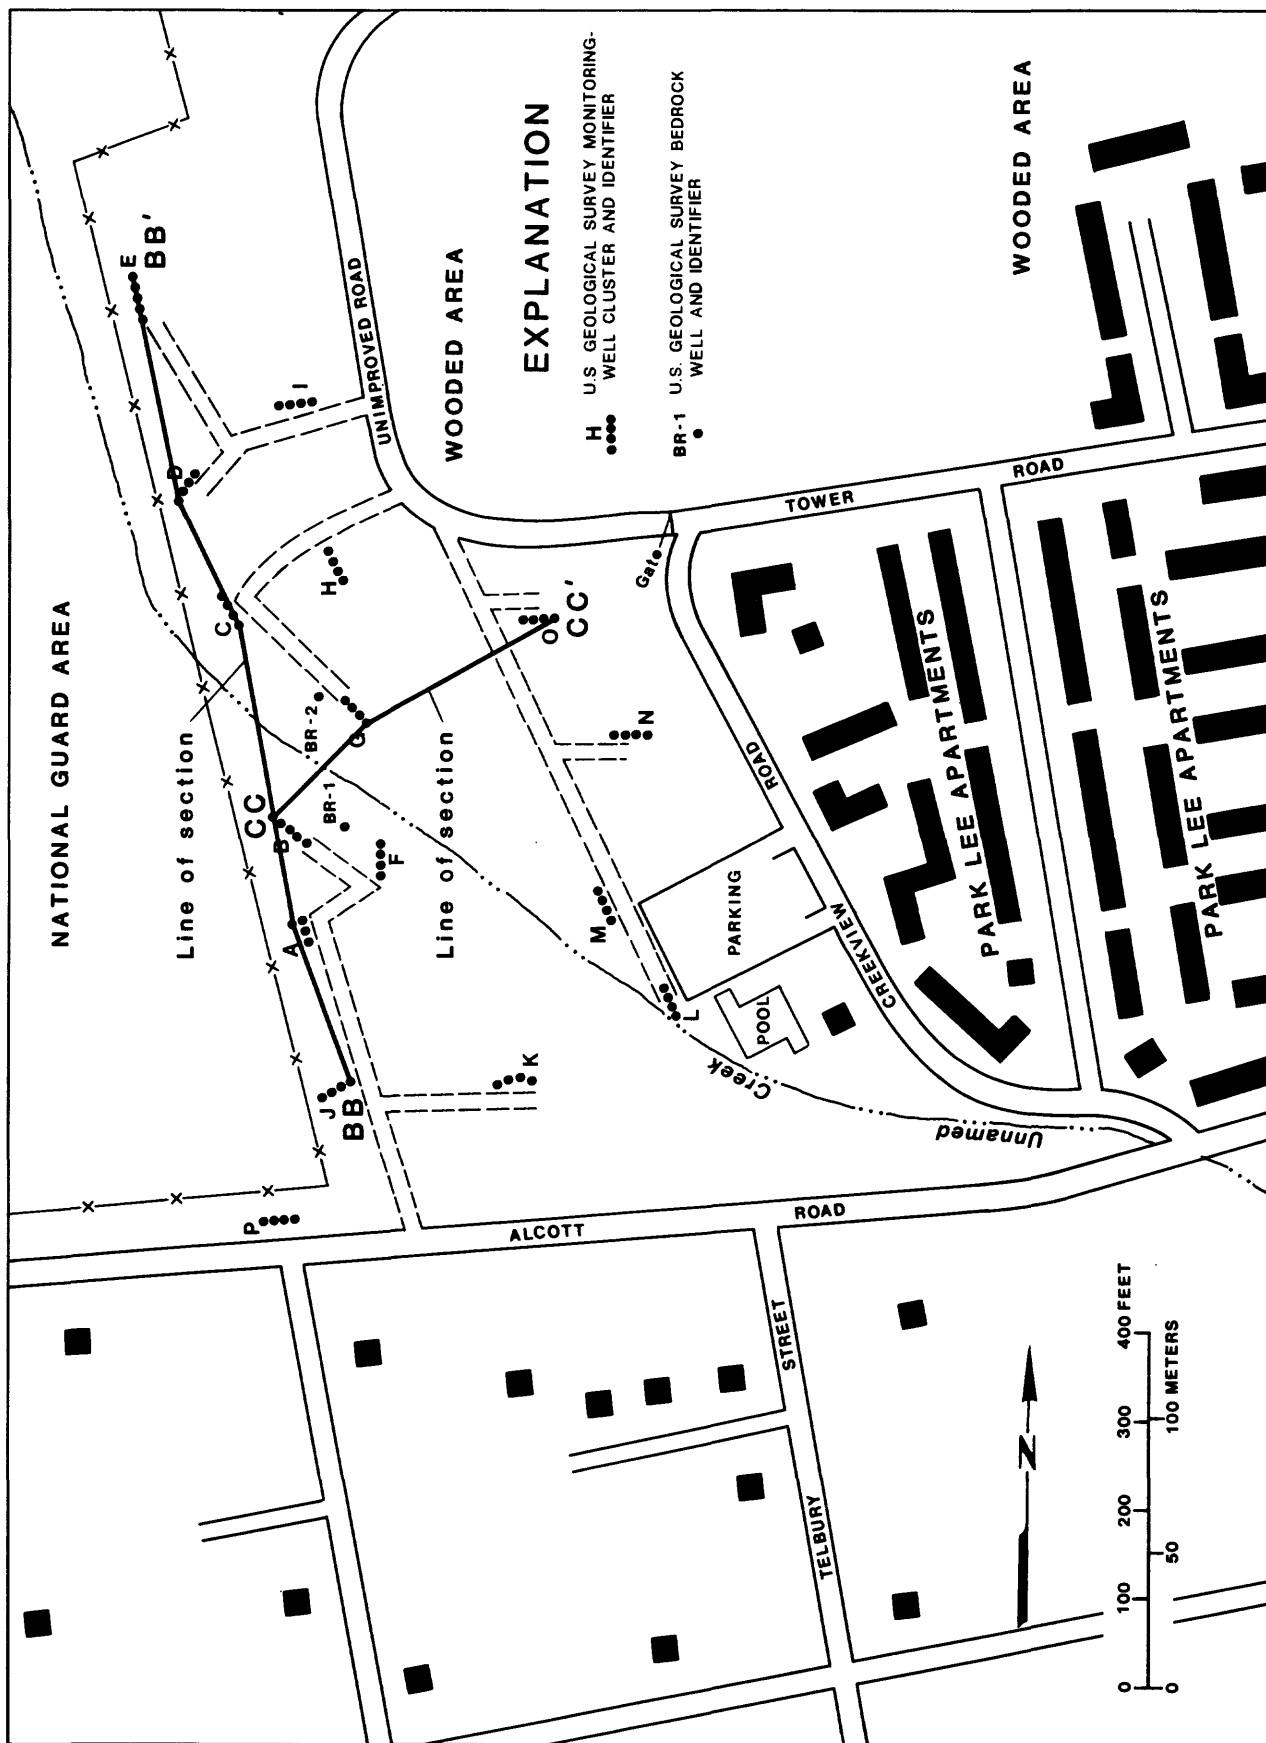 NATIONAL GUARD AREA
Line of section
Line of section
BB
BB'
CC
CC'
A
B
C
D
E
F
G
H
I
J
K
L
M
N
O
P
BR-1
BR-2
UNIMPROVED ROAD
WOODED AREA
WOODED AREA
EXPLANATION
H
U.S GEOLOGICAL SURVEY MONITORING-
WELL CLUSTER AND IDENTIFIER
BR-1
U.S. GEOLOGICAL SURVEY BEDROCK
WELL AND IDENTIFIER
Gate
TOWER
ROAD
CREEKVIEW
ROAD
PARKING
POOL
Unnamed
Creek
PARK LEE APARTMENTS
PARK LEE APARTMENTS
ALCOTT
ROAD
TELBURY
STREET
N
0
100
200
300
400 FEET
0
50
100 METERS